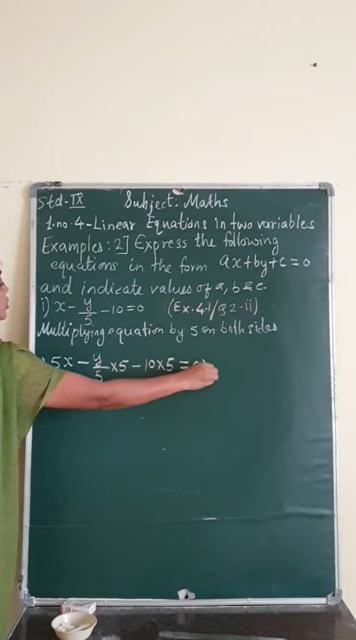 Std-IX Subject: Maths
1.no.4-Linear Equations in two variables
Examples: 2] Express the following
equations in the form ax+by+c=0
and indicate values of a, b & c
i) x - y/5 - 10 = 0 (Ex-4.1/Q 2-ii)
Multiplying equation by 5 on both sides
5x - y/5 ×5 - 10×5 =